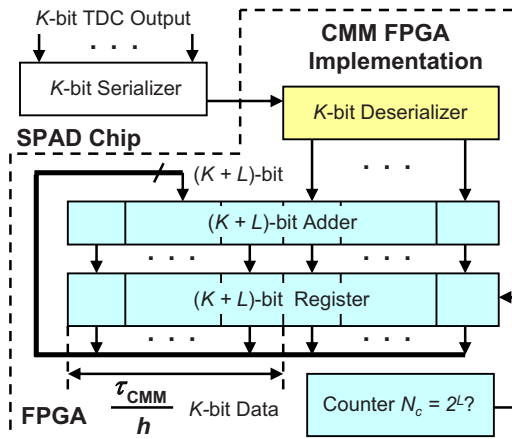 K-bit TDC Output
. . .
K-bit Serializer
SPAD Chip
CMM FPGA
Implementation
K-bit Deserializer
. . .
(K + L)-bit
(K + L)-bit Adder
. . . . . .
(K + L)-bit Register
. . . . . .
τCMM
h
K-bit Data
FPGA
Counter Nc = 2^L?